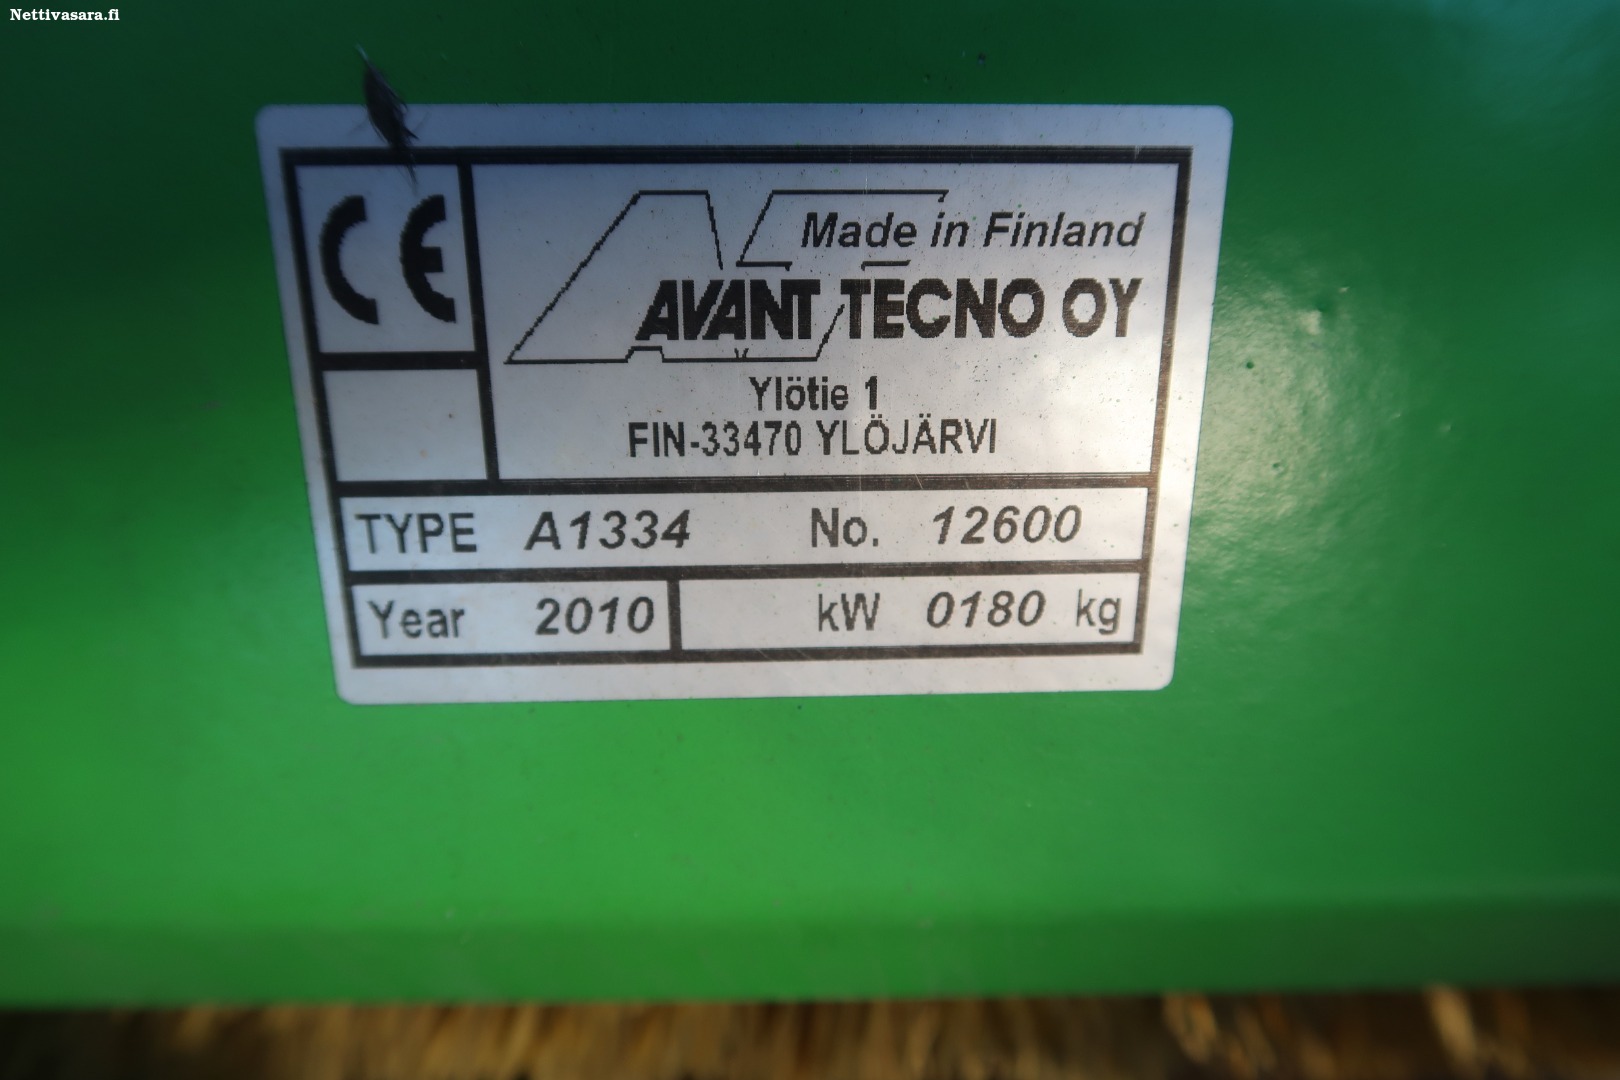 Nettivasara.fi
CE
Made in Finland
AVANT TECNO OY
Ylötie 1
FIN-33470 YLÖJÄRVI
TYPE A1334 No. 12600
Year 2010 kW 0180 kg